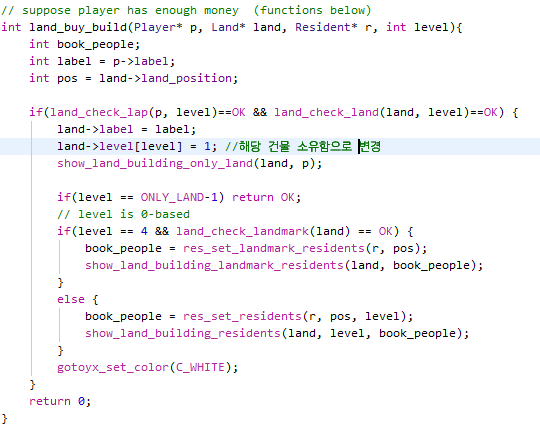 // suppose player has enough money  (functions below)
int land_buy_build(Player* p, Land* land, Resident* r, int level){
    int book_people;
    int label = p->label;
    int pos = land->land_position;

    if(land_check_lap(p, level)==OK && land_check_land(land, level)==OK) {
        land->label = label;
        land->level[level] = 1; //해당 건물 소유함으로 변경
        show_land_building_only_land(land, p);

        if(level == ONLY_LAND-1) return OK;
        // level is 0-based
        if(level == 4 && land_check_landmark(land) == OK) {
            book_people = res_set_landmark_residents(r, pos);
            show_land_building_landmark_residents(land, book_people);
        }
        else {
            book_people = res_set_residents(r, pos, level);
            show_land_building_residents(land, level, book_people);
        }
        gotoyx_set_color(C_WHITE);
    }
    return 0;
}